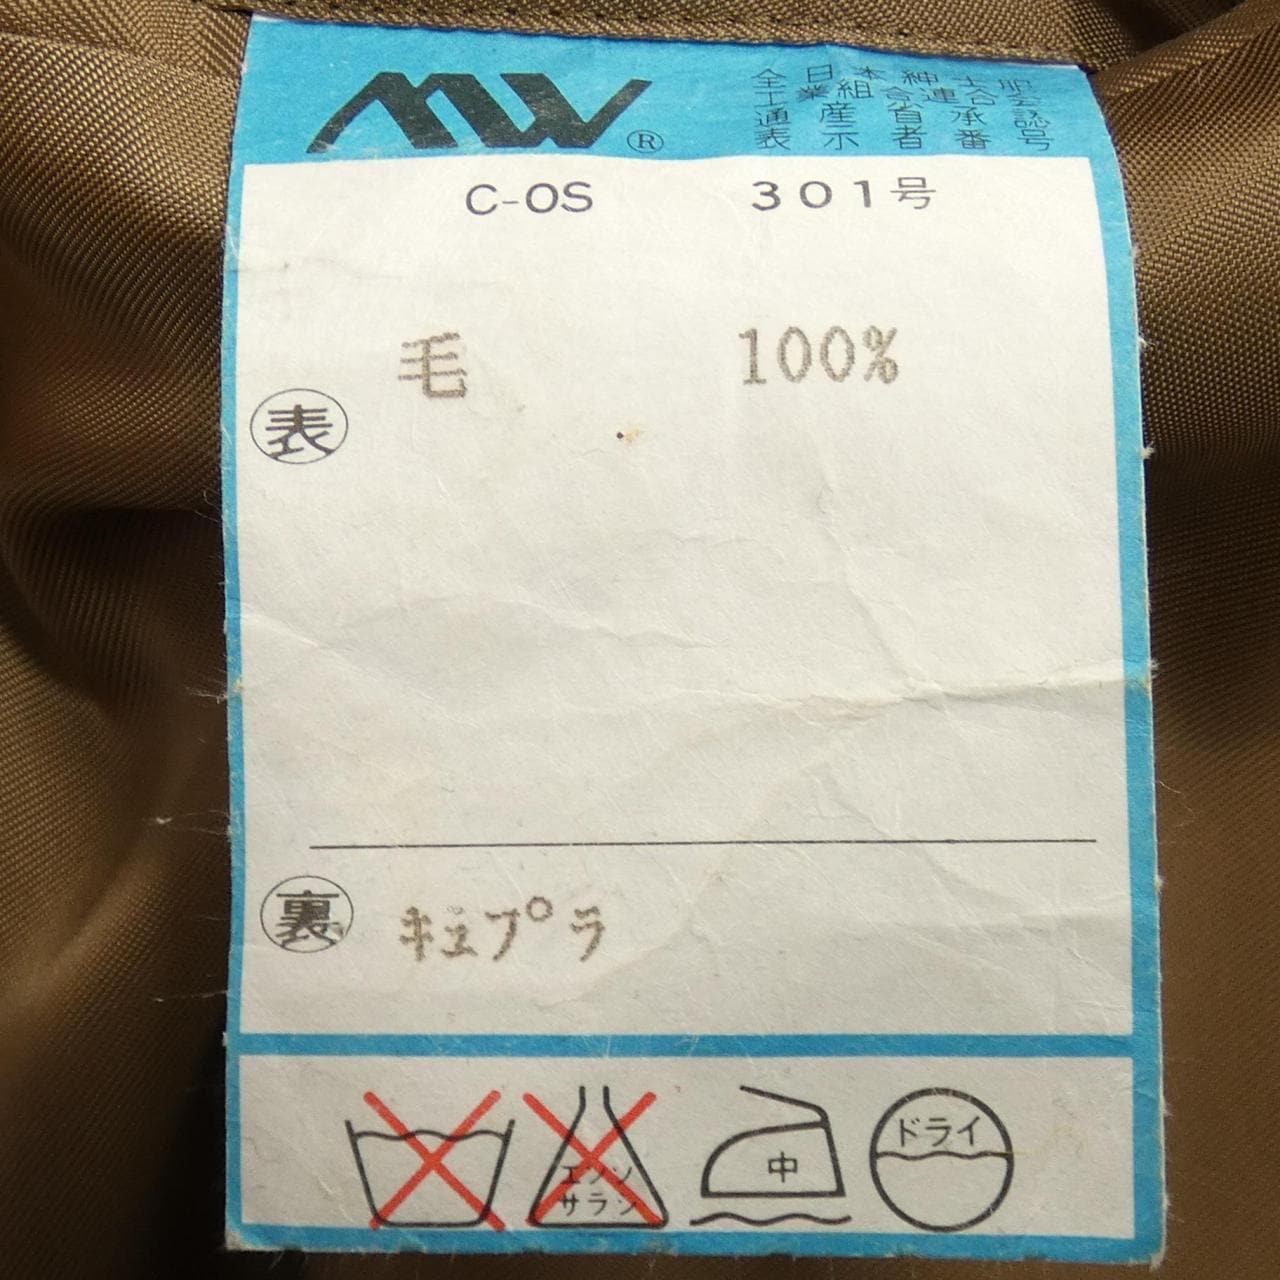 MW®
全日本紳士服
工業組合連合会
通産省承認
表示者番号
C-OS 301号
表 毛 100%
裏 キュプラ
エンソ
サラシ
中
ドライ